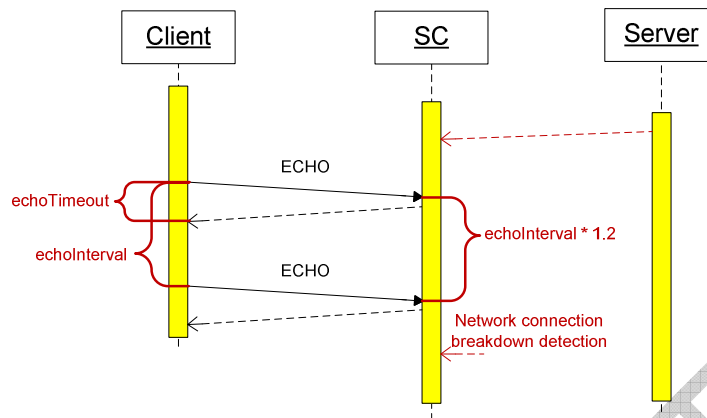 Client
SC
Server
ECHO
echoTimeout
echoInterval
echoInterval * 1.2
ECHO
Network connection
breakdown detection